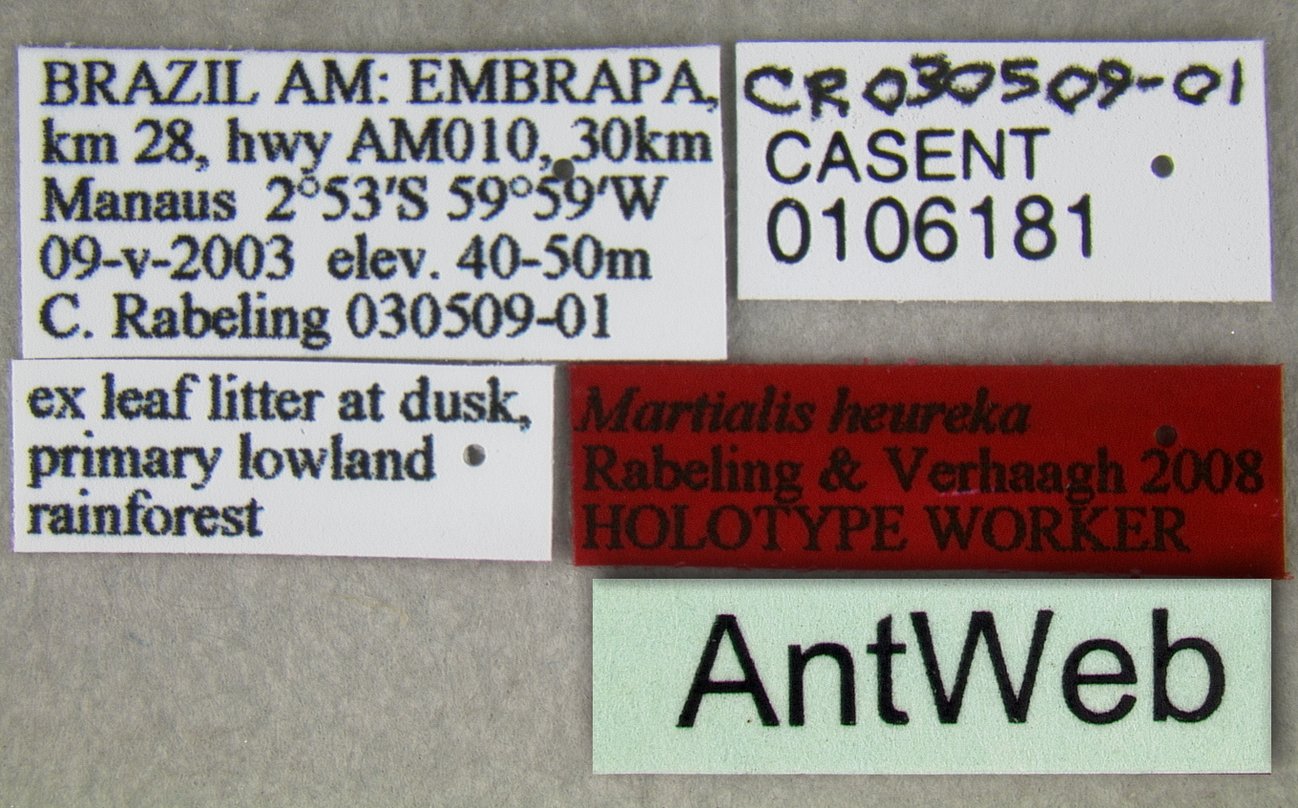 BRAZIL AM: EMBRAPA,
km 28, hwy AM010, 30km
Manaus 2°53'S 59°59'W
09-v-2003 elev. 40-50m
C. Rabeling 030509-01
CR030509-01
CASENT
0106181
ex leaf litter at dusk,
primary lowland
rainforest
Martialis heureka
Rabeling & Verhaagh 2008
HOLOTYPE WORKER
AntWeb